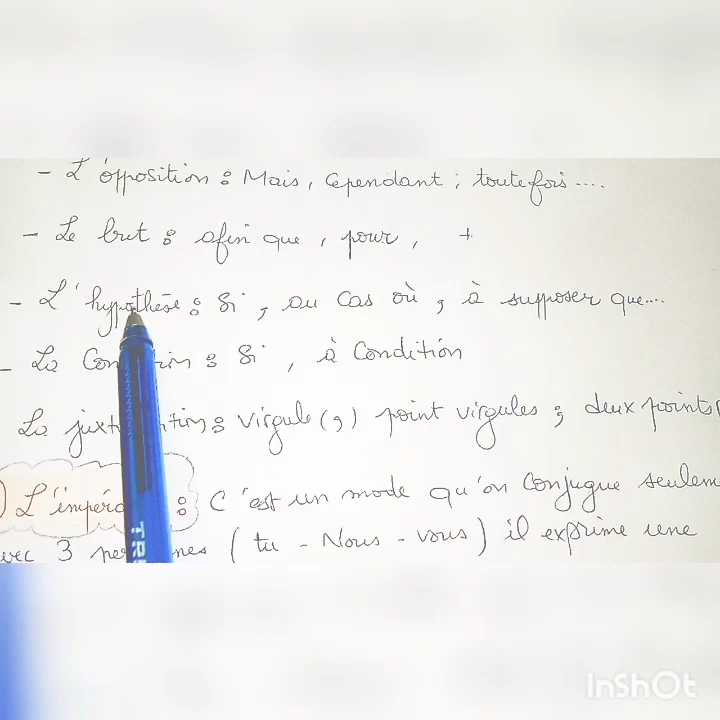 - L'opposition : Mais, cependant ; toutefois....
- Le but : afin que, pour, +
- L'hypothèse : Si, au cas où, à supposer que....
- La : Si, à Condition
La : virgule (,) point virgules ; deux points (
) : C'est un mode qu'on conjugue seulem
vec 3 (tu - Nous - vous) il exprime une
TR
InShOt